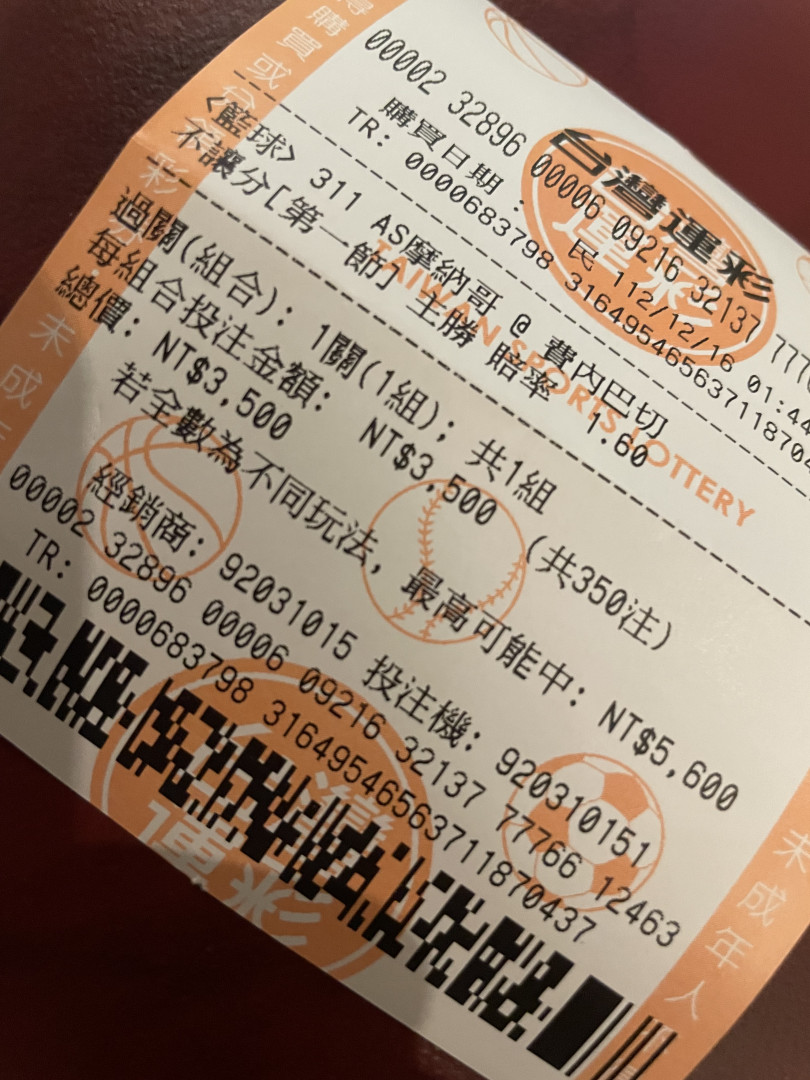 00002 32896 00006 09216 32137
台灣運彩
購買日期： 民 112/12/16 01:44
TR: 0000683798 31649546563711870
TAIWAN SPORTS LOTTERY
<籃球> 311 AS摩納哥 @ 費內巴切
不讓分[第一節] 主勝 賠率 1.60
過關(組合): 1關(1組); 共1組
每組合投注金額: NT$3,500 (共350注)
總價: NT$3,500
若全數為不同玩法, 最高可能中: NT$5,600
經銷商: 92031015 投注機: 920310151
00002 32896 00006 09216 32137 77766 12463
TR: 0000683798 31649546563711870437
購買或
未成
未成年人